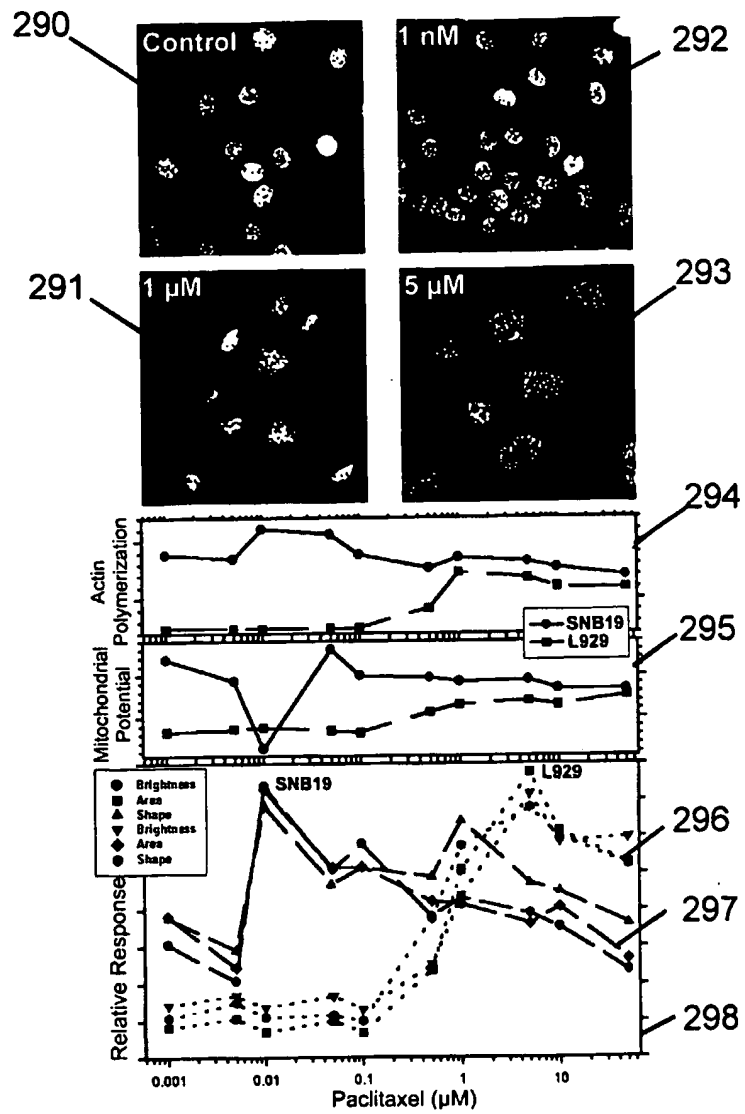 290
Control
1 nM
292
291
1 µM
5 µM
293
294
Actin
Polymerization
SNB19
L929
295
Mitochondrial
Potential
SNB19
L929
Brightness
Area
Shape
Brightness
Area
Shape
296
297
Relative Response
298
0.001
0.01
0.1
1
10
Paclitaxel (µM)